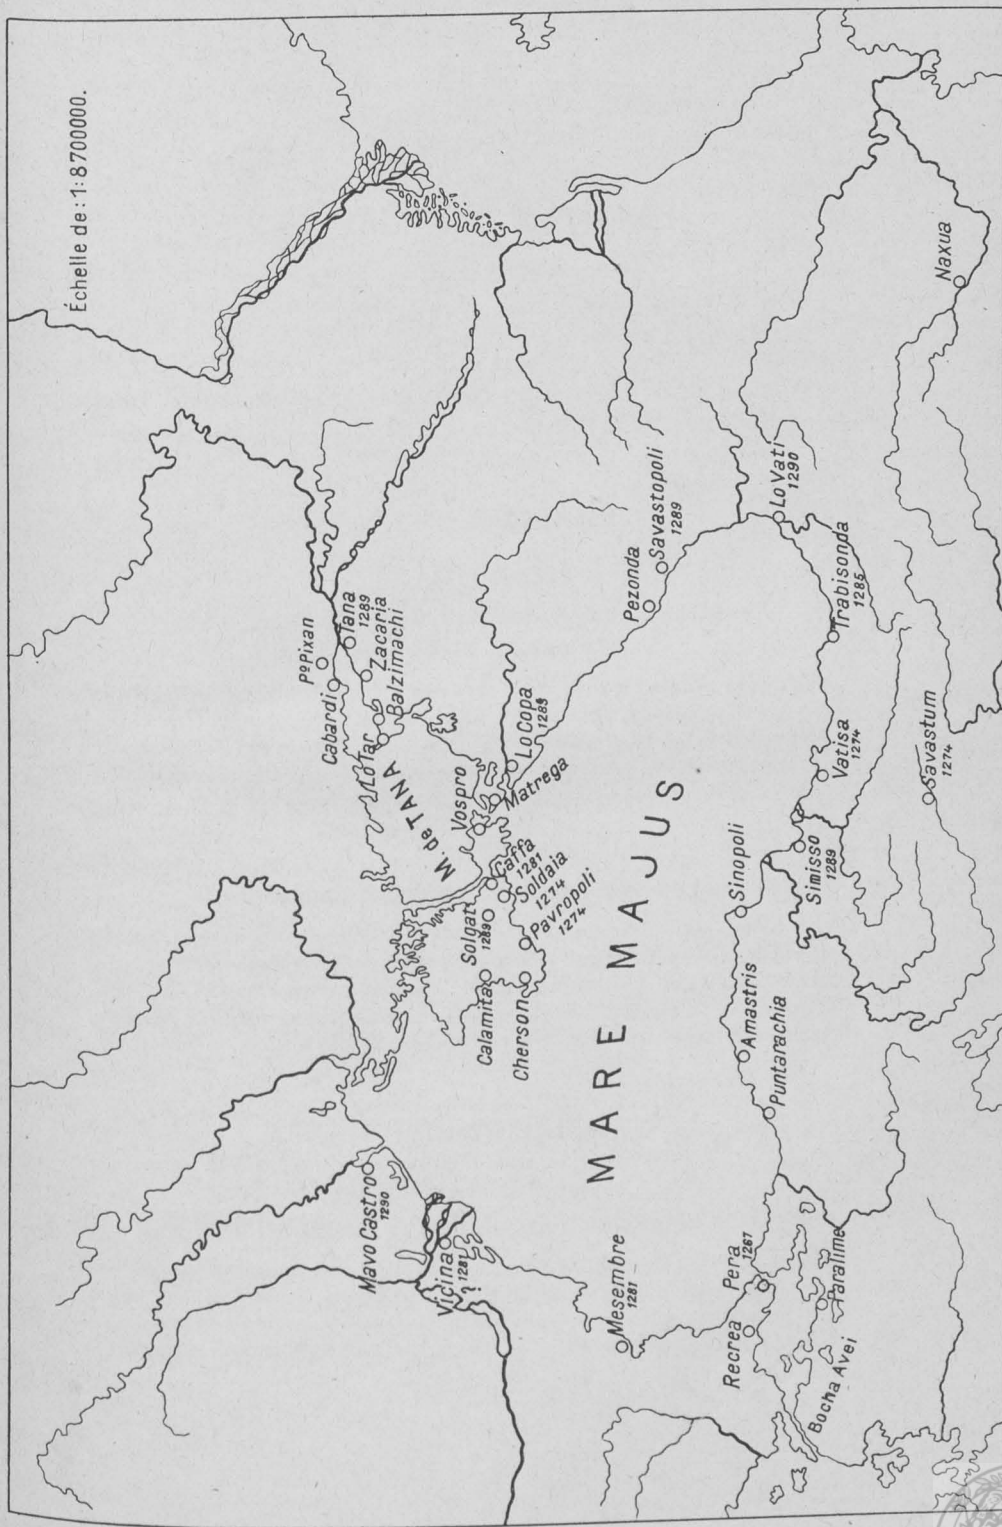 Échelle de : 1:8700000.
Pº Pixan
Cabardi
Tana
1289
Zacaria
Balzimachi
Lo Tar
M. de TANA
Vospro
Lo Copa
Matrega
Caffa
1281
Soldaia
1274
Pavropoli
1274
Solgat
1289
Calamita
Cherson
Mavo Castro
1290
Vicina
1281
?
Mesembre
1281
MARE MAJUS
Pezonda
Savastopoli
1289
Lo Vati
1290
Trabisonda
1285
Naxua
Vatisa
1274
Savastum
1274
Simisso
1289
Sinopoli
Amastris
Puntarachia
Pera
1267
Recrea
Paralime
Bocha Avei